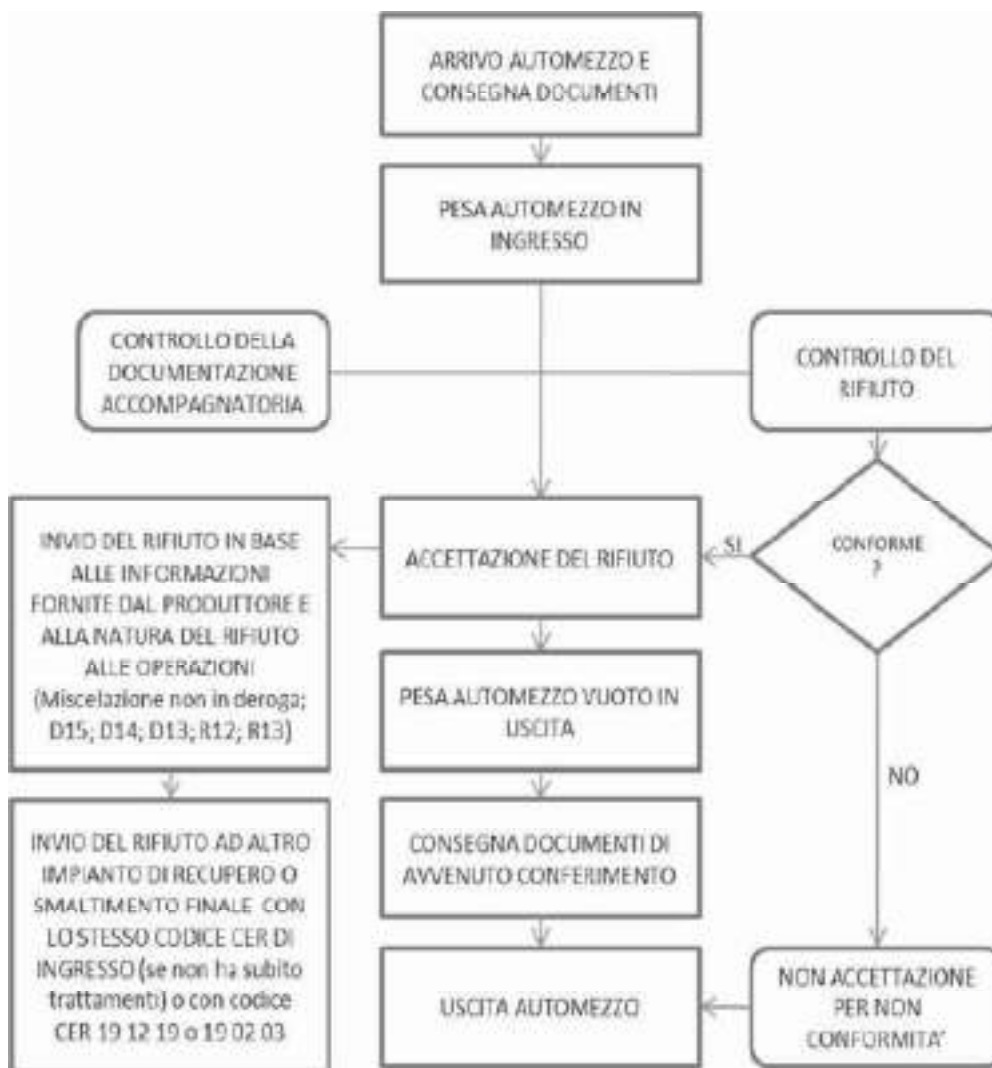 ARRIVO AUTOMEZZO E
CONSEGNA DOCUMENTI
PESA AUTOMEZZO IN
INGRESSO
CONTROLLO DELLA
DOCUMENTAZIONE
ACCOMPAGNATORIA
CONTROLLO DEL
RIFIUTO
INVIO DEL RIFIUTO IN BASE
ALLE INFORMAZIONI
FORNITE DAL PRODUTTORE E
ALLA NATURA DEL RIFIUTO
ALLE OPERAZIONI
(Miscelazione non in deroga;
D15; D14; D13; R12; R13)
ACCETTAZIONE DEL RIFIUTO
SI
CONFORME
?
PESA AUTOMEZZO VUOTO IN
USCITA
NO
INVIO DEL RIFIUTO AD ALTRO
IMPIANTO DI RECUPERO O
SMALTIMENTO FINALE CON
LO STESSO CODICE CER DI
INGRESSO (se non ha subito
trattamenti) o con codice
CER 19 12 19 o 19 02 03
CONSEGNA DOCUMENTI DI
AVVENUTO CONFERIMENTO
USCITA AUTOMEZZO
NON ACCETTAZIONE
PER NON
CONFORMITA'